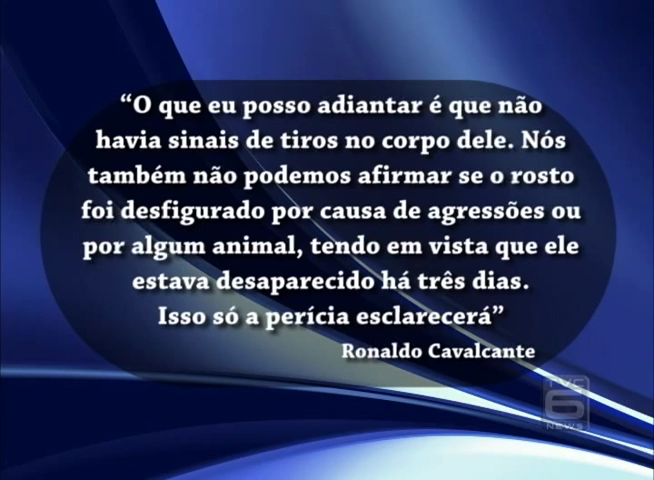 “O que eu posso adiantar é que não
havia sinais de tiros no corpo dele. Nós
também não podemos afirmar se o rosto
foi desfigurado por causa de agressões ou
por algum animal, tendo em vista que ele
estava desaparecido há três dias.
Isso só a perícia esclarecerá”
Ronaldo Cavalcante
6
NEWS